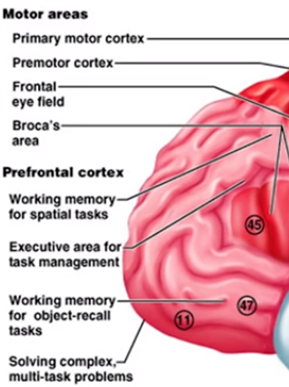 Motor areas
Primary motor cortex
Premotor cortex
Frontal
eye field
Broca's
area
Prefrontal cortex
Working memory
for spatial tasks
Executive area for
task management
Working memory
for object-recall
tasks
Solving complex,
multi-task problems
45
47
11